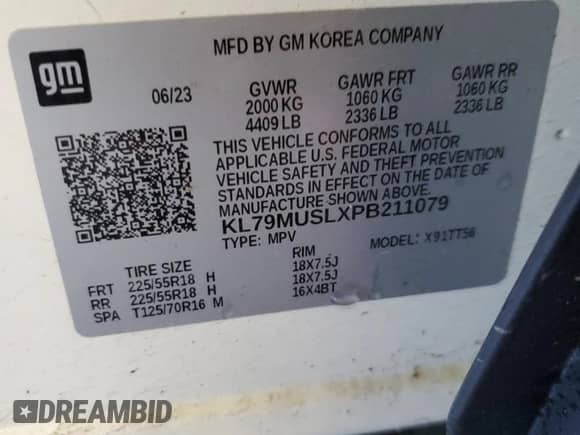 MFD BY GM KOREA COMPANY
gm
06/23 GVWR GAWR FRT GAWR RR
2000 KG 1060 KG 1060 KG
4409 LB 2336 LB 2336 LB
THIS VEHICLE CONFORMS TO ALL
APPLICABLE U.S. FEDERAL MOTOR
VEHICLE SAFETY AND THEFT PREVENTION
STANDARDS IN EFFECT ON THE DATE OF
MANUFACTURE SHOWN ABOVE.
KL79MUSLXPB211079
TYPE: MPV MODEL: X917T56
TIRE SIZE RIM
FRT 225/55R18 H 18X7.5J
RR 225/55R18 H 18X7.5J
SPA T125/70R16 M 16X4BT
DREAMBID